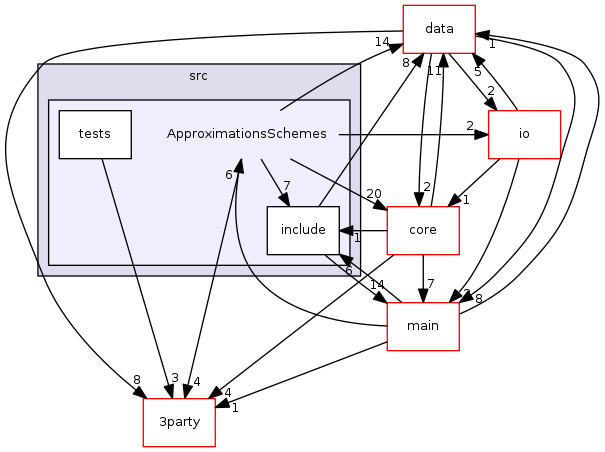 data
14
1
8
11
5
src
2
tests
ApproximationsSchemes
2
io
6
7
20
2
1
include
1
core
6
14
7
2
8
main
8
3
4
4
1
3party